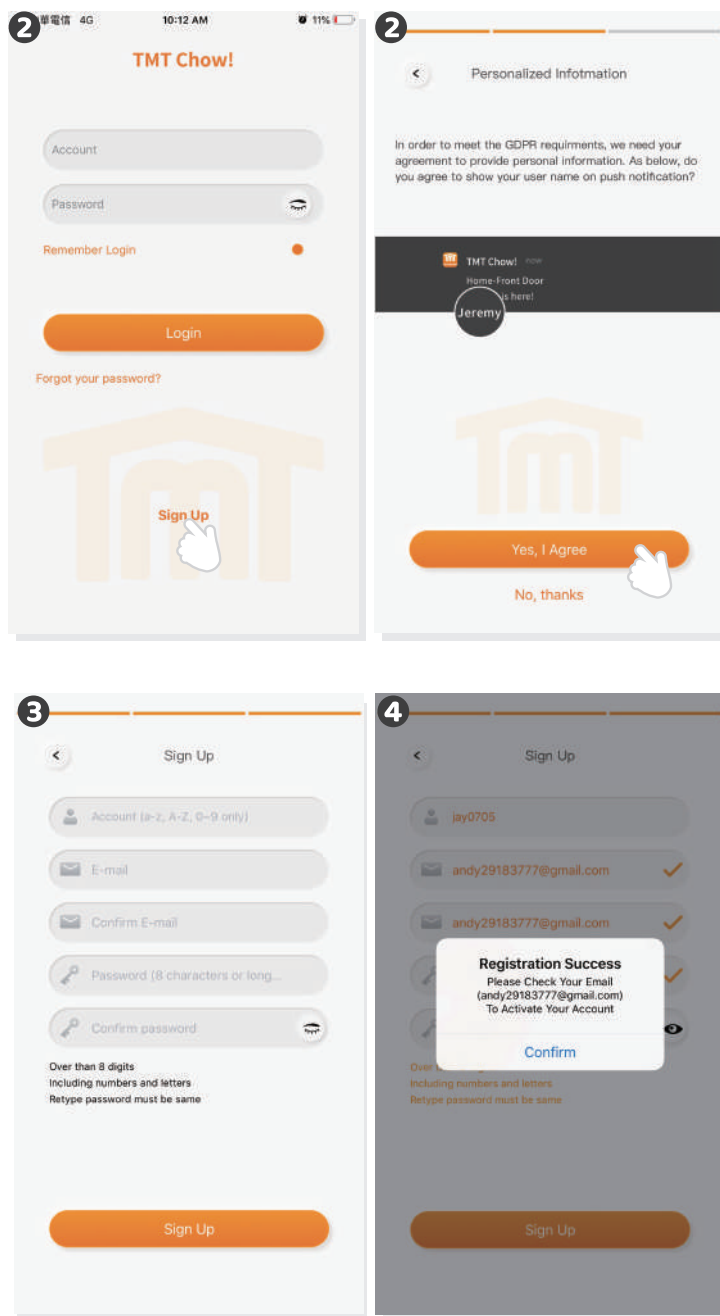 2
華電信 4G 10:12 AM 11%
TMT Chow!
Account
Password
Remember Login
Login
Forgot your password?
Sign Up
2
Personalized Infotmation
In order to meet the GDPR requirments, we need your
agreement to provide personal information. As below, do
you agree to show your user name on push notification?
TMT Chow! now
Home-Front Door
is here!
Jeremy
Yes, I Agree
No, thanks
3
Sign Up
Account (a-z, A-Z, 0-9 only)
E-mail
Confirm E-mail
Password (8 characters or long...
Confirm password
Over than 8 digits
Including numbers and letters
Retype password must be same
Sign Up
4
Sign Up
jay0705
andy29183777@gmail.com
andy29183777@gmail.com
Registration Success
Please Check Your Email
(andy29183777@gmail.com)
To Activate Your Account
Confirm
Over
Including numbers and letters
Retype password must be same
Sign Up